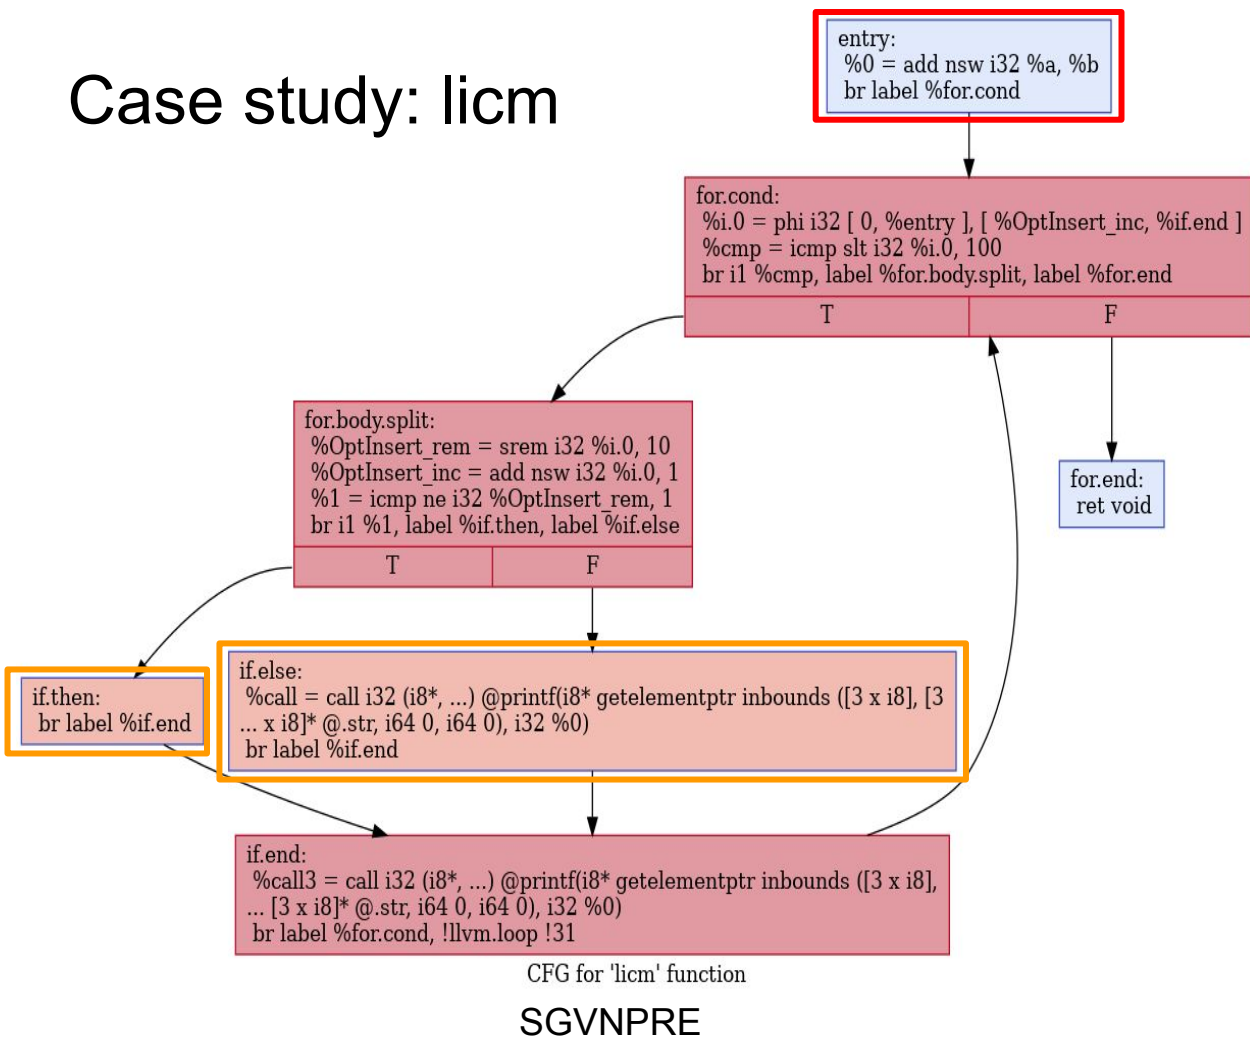 Case study: licm
entry:
%0 = add nsw i32 %a, %b
br label %for.cond
for.cond:
%i.0 = phi i32 [ 0, %entry ], [ %OptInsert_inc, %if.end ]
%cmp = icmp slt i32 %i.0, 100
br i1 %cmp, label %for.body.split, label %for.end
T
F
for.body.split:
%OptInsert_rem = srem i32 %i.0, 10
%OptInsert_inc = add nsw i32 %i.0, 1
%1 = icmp ne i32 %OptInsert_rem, 1
br i1 %1, label %if.then, label %if.else
T
F
for.end:
ret void
if.then:
br label %if.end
if.else:
%call = call i32 (i8*, ...) @printf(i8* getelementptr inbounds ([3 x i8], [3
... x i8]* @.str, i64 0, i64 0), i32 %0)
br label %if.end
if.end:
%call3 = call i32 (i8*, ...) @printf(i8* getelementptr inbounds ([3 x i8],
... [3 x i8]* @.str, i64 0, i64 0), i32 %0)
br label %for.cond, !llvm.loop !31
CFG for 'licm' function
SGVNPRE